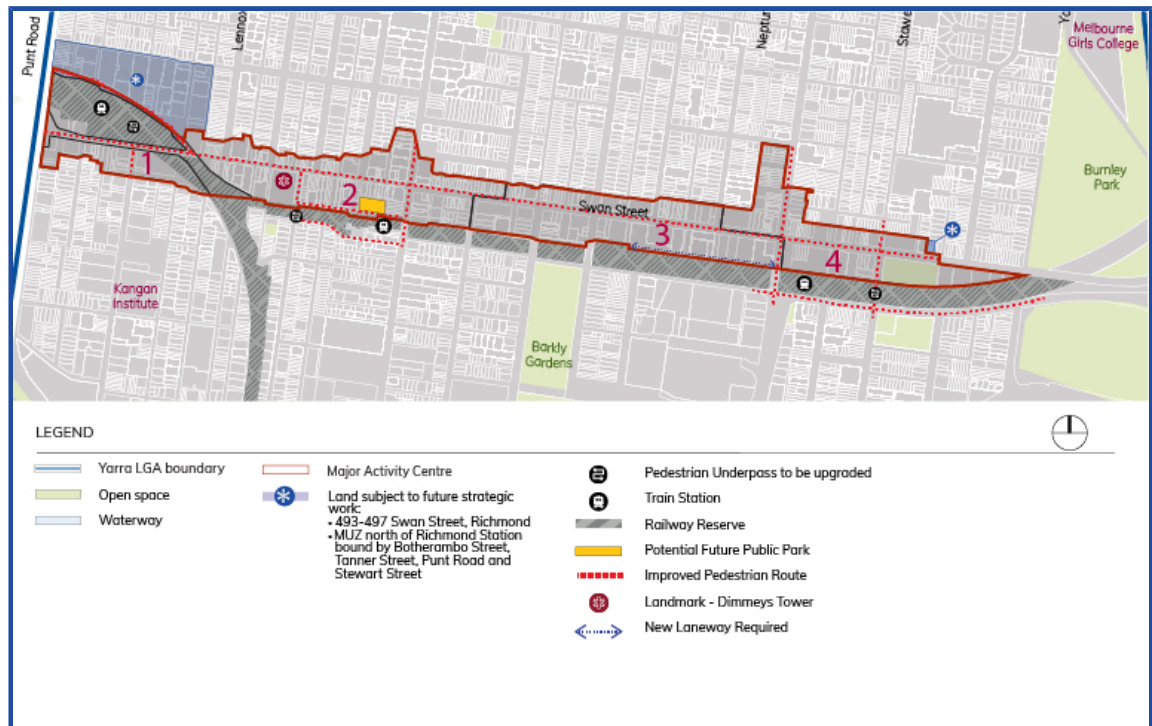 Punt Road
Lennox
Neptun
Stawe
Yo
Melbourne
Girls College
Burnley
Park
1
2
Swan Street
3
4
Kangan
Institute
Barkly
Gardens
LEGEND
Yarra LGA boundary
Open space
Waterway
Major Activity Centre
Land subject to future strategic
work:
• 493-497 Swan Street, Richmond
• MUZ north of Richmond Station
bound by Botherambo Street,
Tanner Street, Punt Road and
Stewart Street
Pedestrian Underpass to be upgraded
Train Station
Railway Reserve
Potential Future Public Park
Improved Pedestrian Route
Landmark - Dimmeys Tower
New Laneway Required